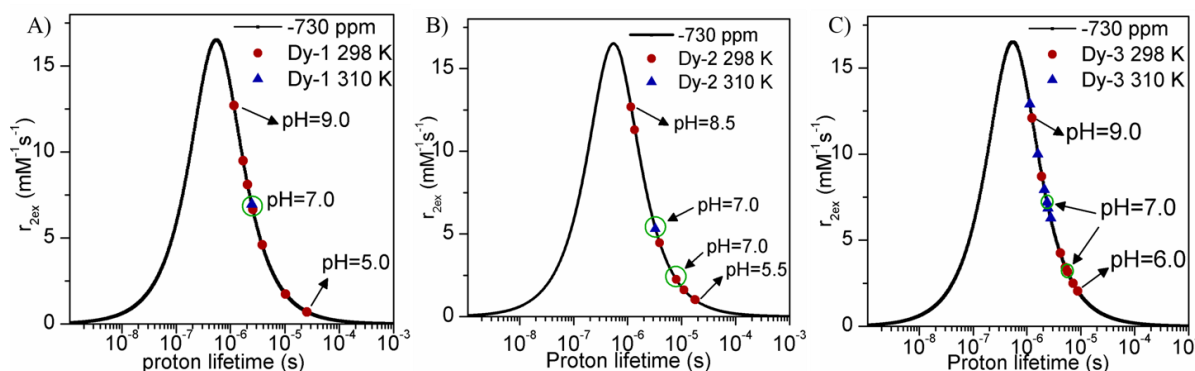 A)
-730 ppm
Dy-1 298 K
Dy-1 310 K
pH=9.0
pH=7.0
pH=5.0
r2ex (mM-1s-1)
15
10
5
0
10-8 10-7 10-6 10-5 10-4 10-3
proton lifetime (s)
B)
-730 ppm
Dy-2 298 K
Dy-2 310 K
pH=8.5
pH=7.0
pH=7.0
pH=5.5
r2ex (mM-1s-1)
15
10
5
0
10-8 10-7 10-6 10-5 10-4 10-3
Proton lifetime (s)
C)
-730 ppm
Dy-3 298 K
Dy-3 310 K
pH=9.0
pH=7.0
pH=6.0
r2ex (mM-1s-1)
15
10
5
0
10-8 10-7 10-6 10-5 10-4 10-3
Proton lifetime (s)